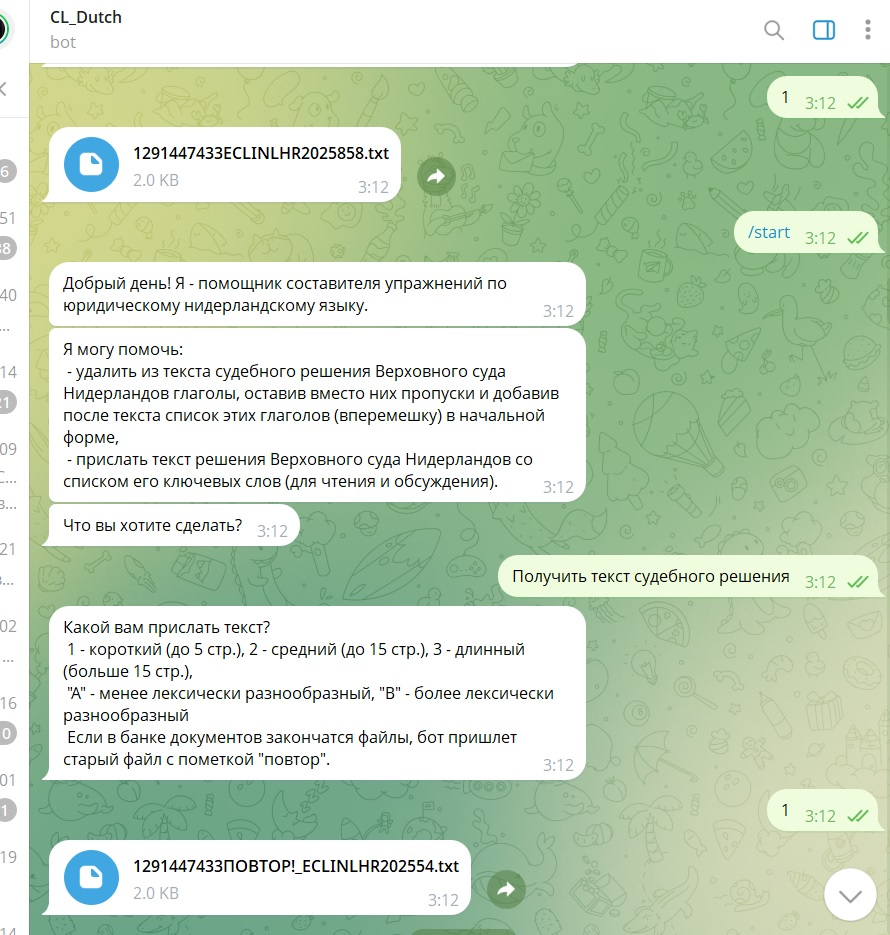 CL_Dutch
bot
1 3:12
1291447433ECLINLHR2025858.txt
2.0 KB 3:12
/start 3:12
Добрый день! Я - помощник составителя упражнений по
юридическому нидерландскому языку. 3:12
Я могу помочь:
- удалить из текста судебного решения Верховного суда
Нидерландов глаголы, оставив вместо них пропуски и добавив
после текста список этих глаголов (вперемешку) в начальной
форме,
- прислать текст решения Верховного суда Нидерландов со
списком его ключевых слов (для чтения и обсуждения). 3:12
Что вы хотите сделать? 3:12
Получить текст судебного решения 3:12
Какой вам прислать текст?
1 - короткий (до 5 стр.), 2 - средний (до 15 стр.), 3 - длинный
(больше 15 стр.),
"А" - менее лексически разнообразный, "В" - более лексически
разнообразный
Если в банке документов закончатся файлы, бот пришлет
старый файл с пометкой "повтор". 3:12
1 3:12
1291447433ПОВТОР!_ECLINLHR202554.txt
2.0 KB 3:12